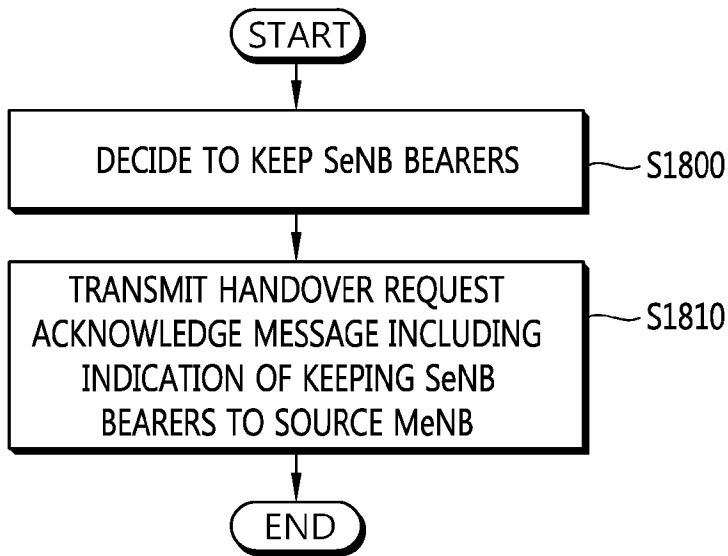 START
DECIDE TO KEEP SeNB BEARERS
S1800
TRANSMIT HANDOVER REQUEST
ACKNOWLEDGE MESSAGE INCLUDING
INDICATION OF KEEPING SeNB
BEARERS TO SOURCE MeNB
S1810
END